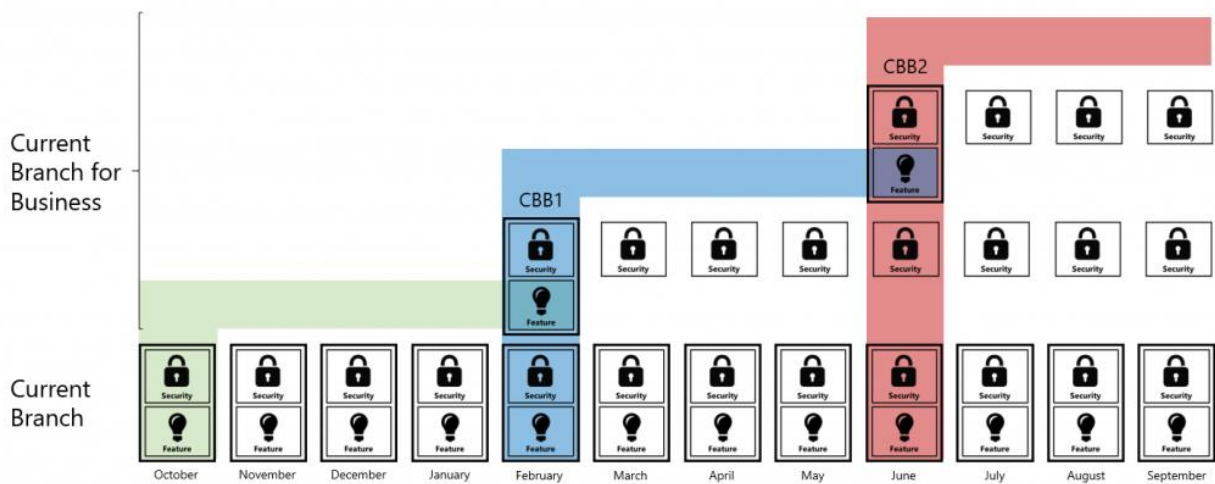 CBB2
Security Security Security Security
Feature
Current
Branch for
Business
CBB1
Security Security Security Security Security Security Security Security
Feature
Current
Branch
Security Security Security Security Security Security Security Security Security Security Security Security
Feature Feature Feature Feature Feature Feature Feature Feature Feature Feature Feature Feature
October November December January February March April May June July August September